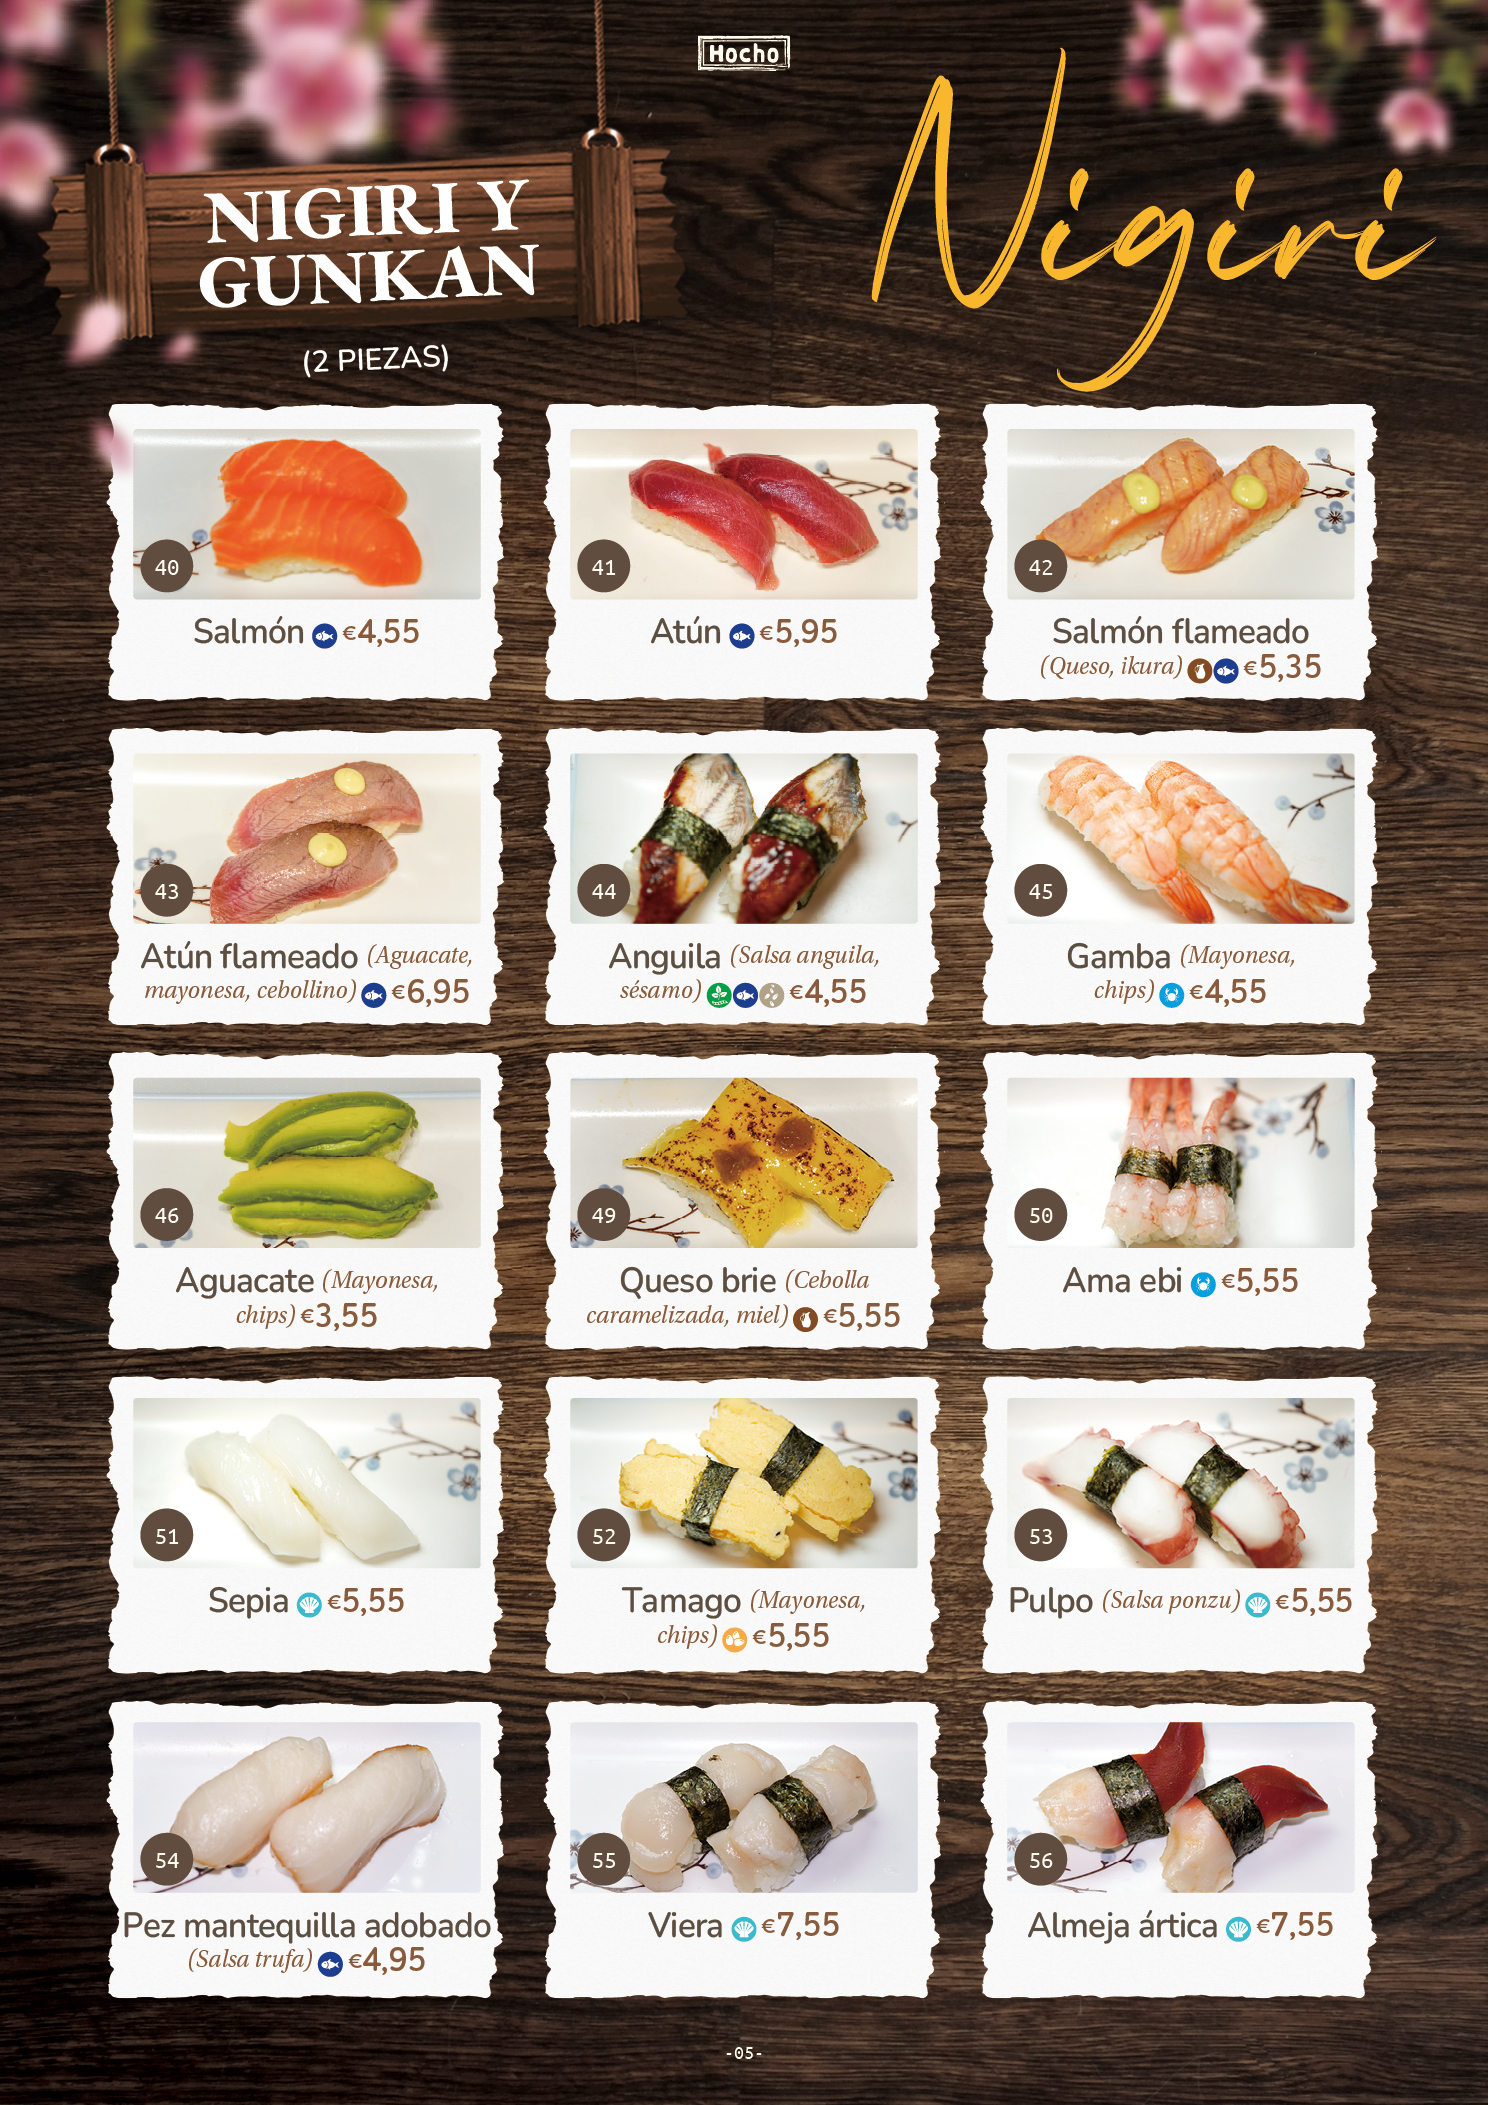 Hocho
NIGIRI Y
GUNKAN
(2 PIEZAS)
Nigiri
40
Salmón €4,55
41
Atún €5,95
42
Salmón flameado
(Queso, ikura) €5,35
43
Atún flameado (Aguacate,
mayonesa, cebollino) €6,95
44
Anguila (Salsa anguila,
sésamo) €4,55
45
Gamba (Mayonesa,
chips) €4,55
46
Aguacate (Mayonesa,
chips) €3,55
49
Queso brie (Cebolla
caramelizada, miel) €5,55
50
Ama ebi €5,55
51
Sepia €5,55
52
Tamago (Mayonesa,
chips) €5,55
53
Pulpo (Salsa ponzu) €5,55
54
Pez mantequilla adobado
(Salsa trufa) €4,95
55
Viera €7,55
56
Almeja ártica €7,55
-05-